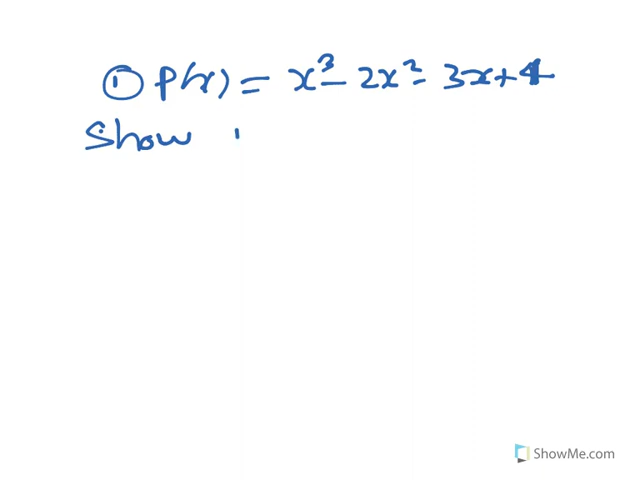 ① P(x) = x³ - 2x² - 3x + 4
Show
ShowMe.com